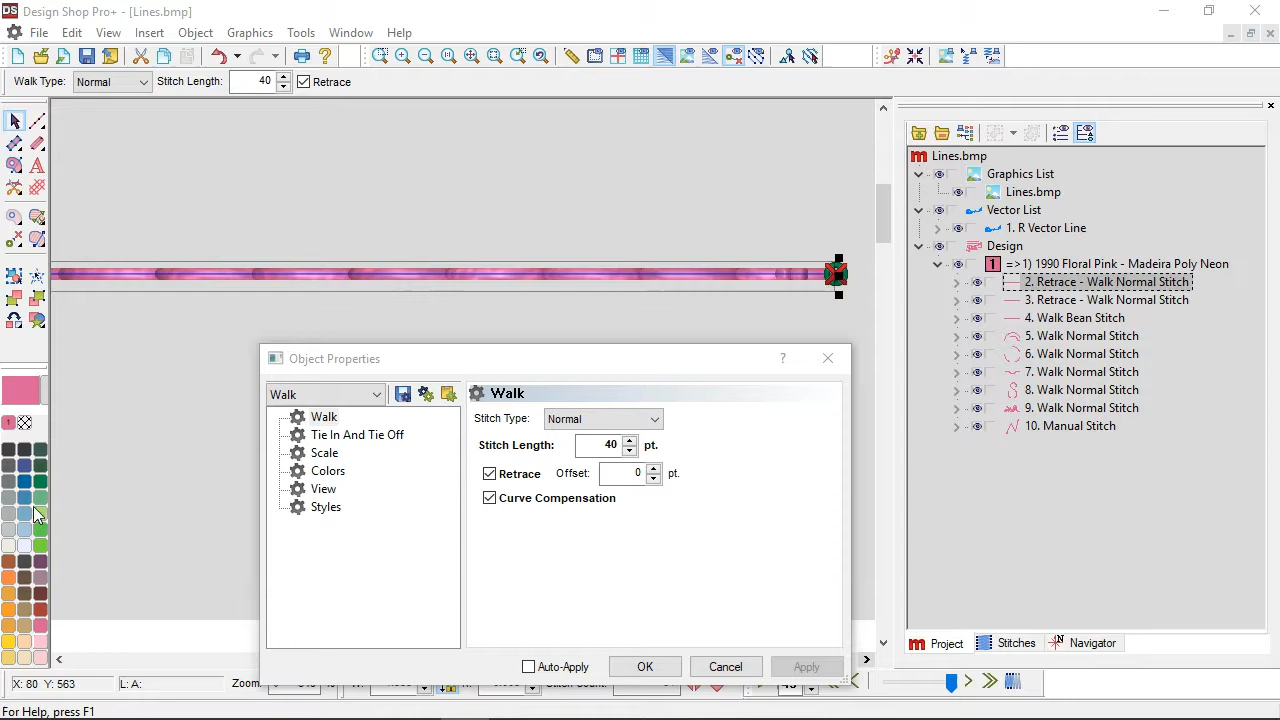 Design Shop Pro+ - [Lines.bmp]
File Edit View Insert Object Graphics Tools Window Help
Walk Type: Normal Stitch Length: 40 Retrace
Lines.bmp
Graphics List
Lines.bmp
Vector List
1. R Vector Line
Design
1 =>1) 1990 Floral Pink - Madeira Poly Neon
2. Retrace - Walk Normal Stitch
3. Retrace - Walk Normal Stitch
4. Walk Bean Stitch
5. Walk Normal Stitch
6. Walk Normal Stitch
7. Walk Normal Stitch
8. Walk Normal Stitch
9. Walk Normal Stitch
10. Manual Stitch
Object Properties
Walk
Walk
Tie In And Tie Off
Scale
Colors
View
Styles
Walk
Stitch Type: Normal
Stitch Length: 40 pt.
Retrace Offset: 0 pt.
Curve Compensation
Auto-Apply OK Cancel Apply
Project Stitches Navigator
X: 80 Y: 563 L: A: Zoom
For Help, press F1